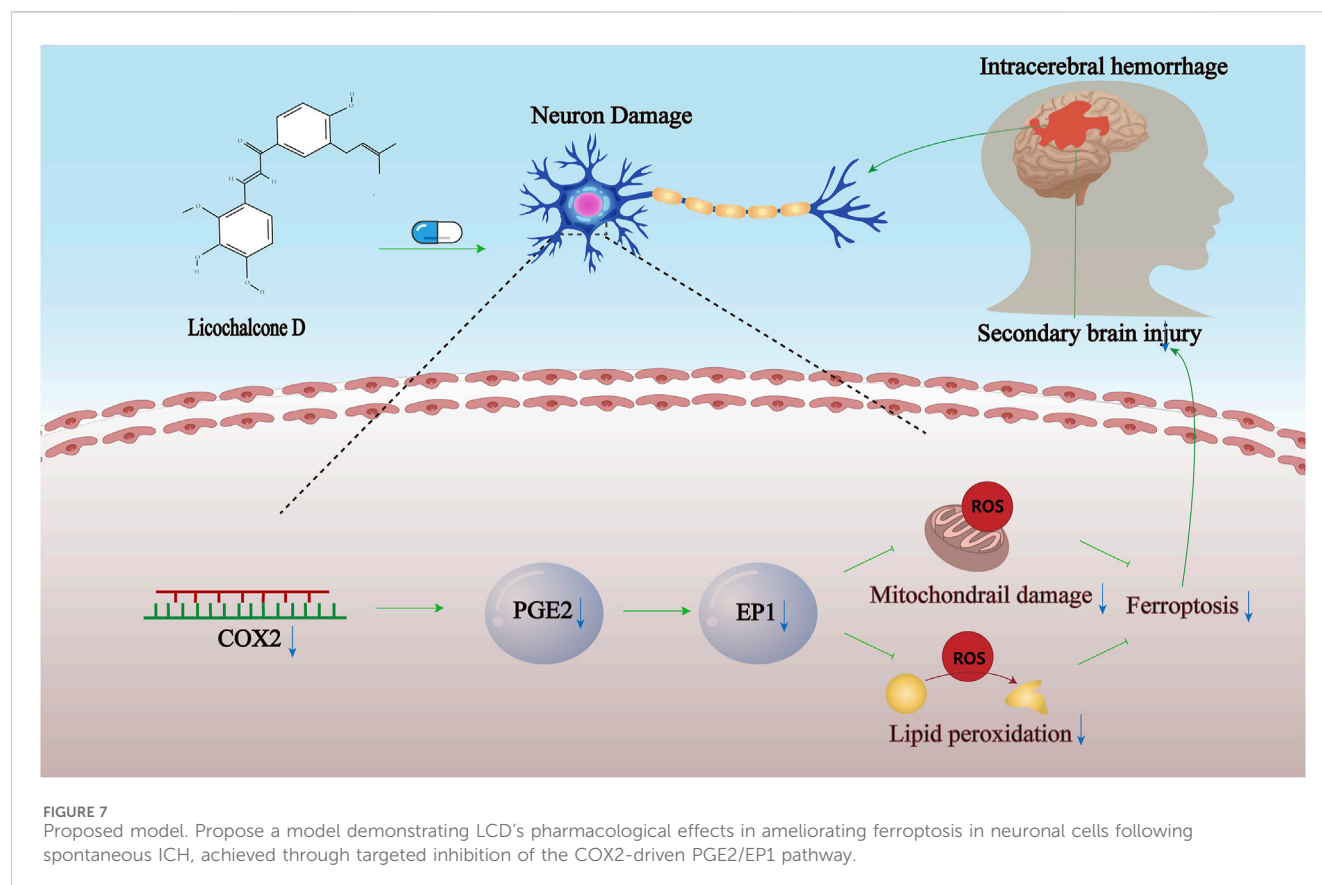 Intracerebral hemorrhage
Neuron Damage
H
O
O
H
H
O
O
H
O
H
Licochalcone D
Secondary brain injury
ROS
Mitochondrail damage
PGE2
EP1
Ferroptosis
COX2
ROS
Lipid peroxidation
FIGURE 7
Proposed model. Propose a model demonstrating LCD's pharmacological effects in ameliorating ferroptosis in neuronal cells following
spontaneous ICH, achieved through targeted inhibition of the COX2-driven PGE2/EP1 pathway.